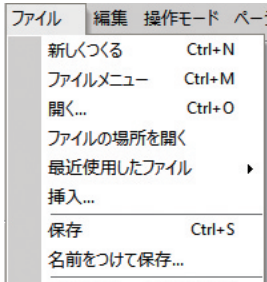 ファイル 編集 操作モード ペー
新しくつくる Ctrl+N
ファイルメニュー Ctrl+M
開く... Ctrl+O
ファイルの場所を開く
最近使用したファイル
挿入...
保存 Ctrl+S
名前をつけて保存...